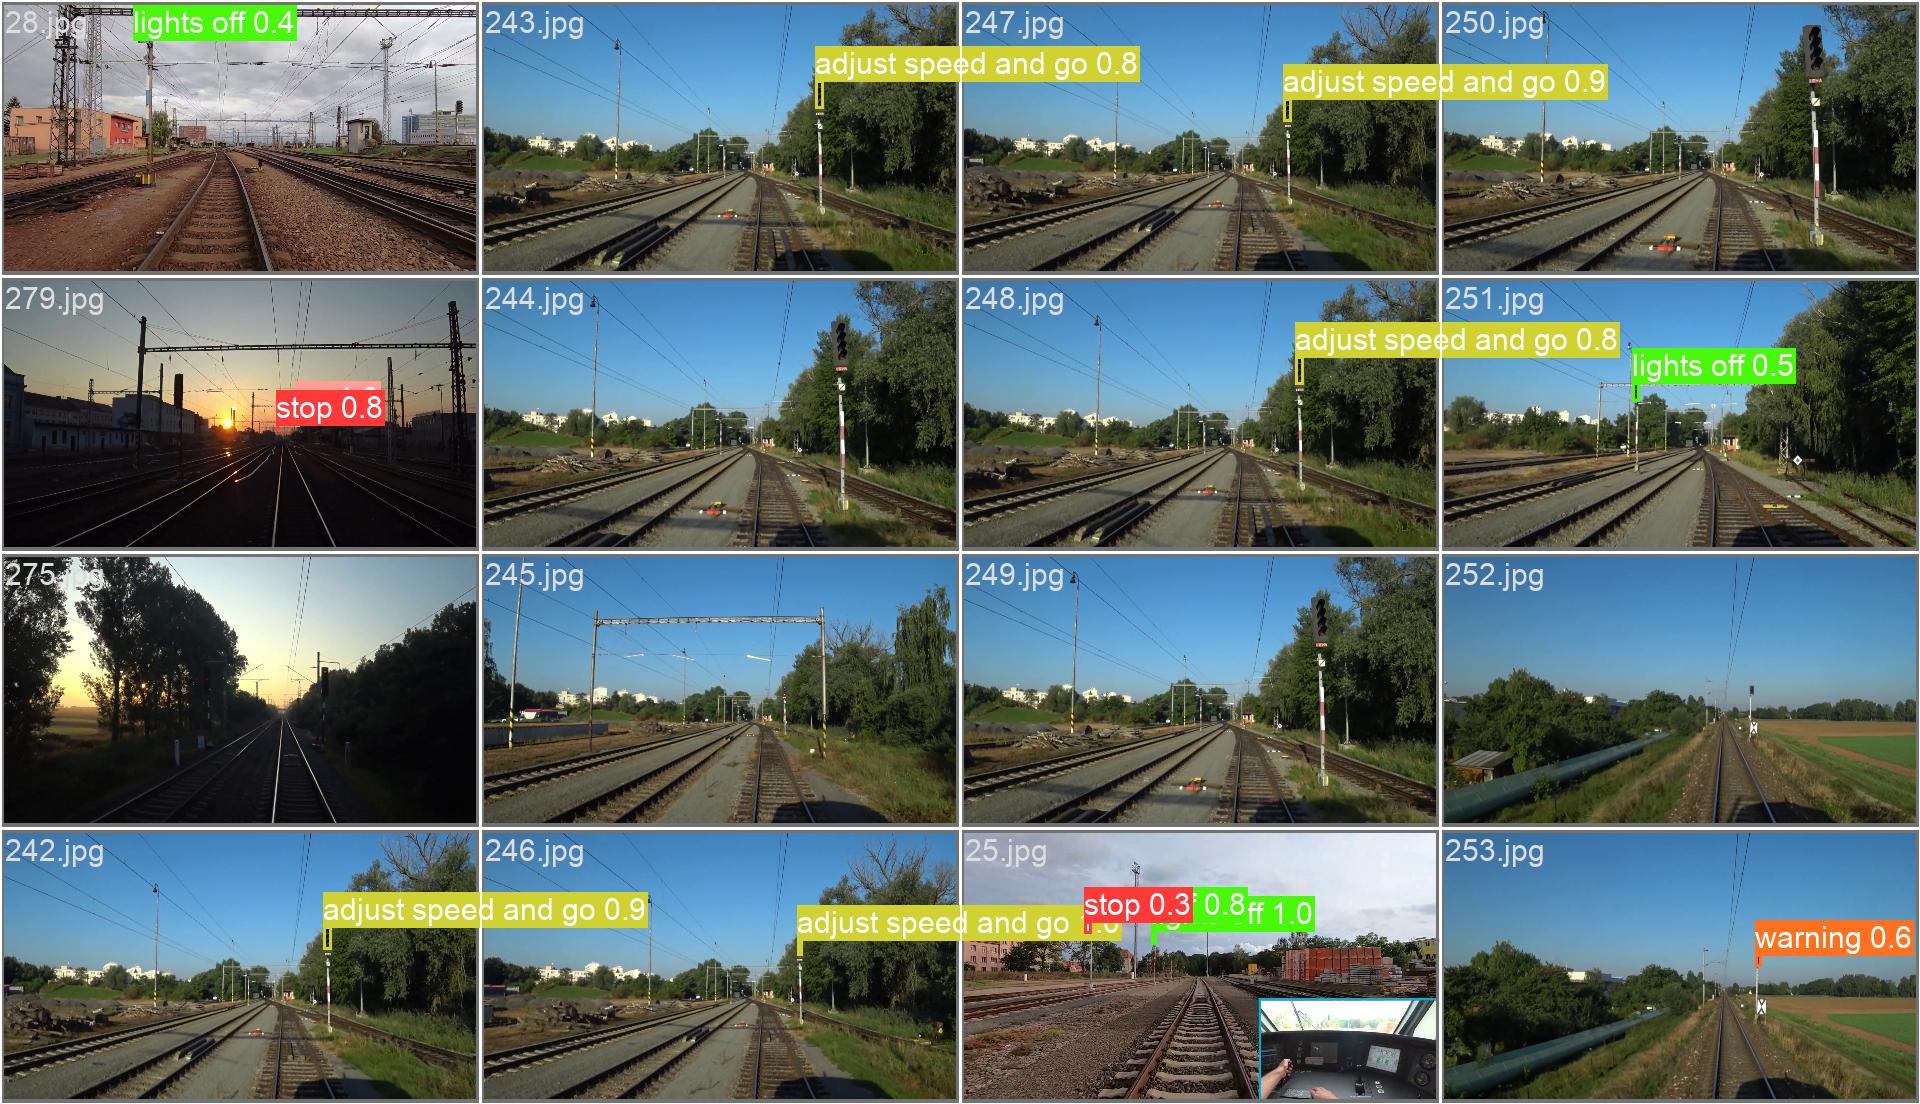 28.jpg
lights off 0.4
243.jpg
adjust speed and go 0.8
247.jpg
adjust speed and go 0.9
250.jpg
279.jpg
stop 0.8
244.jpg
248.jpg
adjust speed and go 0.8
251.jpg
lights off 0.5
275.jpg
245.jpg
249.jpg
252.jpg
242.jpg
adjust speed and go 0.9
246.jpg
adjust speed and go
25.jpg
stop 0.3
0.8
off 1.0
253.jpg
warning 0.6